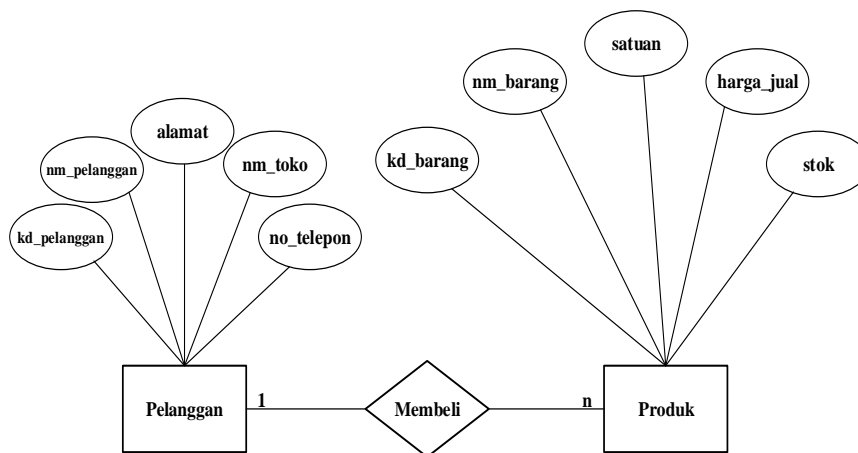 satuan
nm_barang
harga_jual
alamat
nm_pelanggan
nm_toko
kd_barang
stok
kd_pelanggan
no_telepon
Pelanggan
1
Membeli
n
Produk